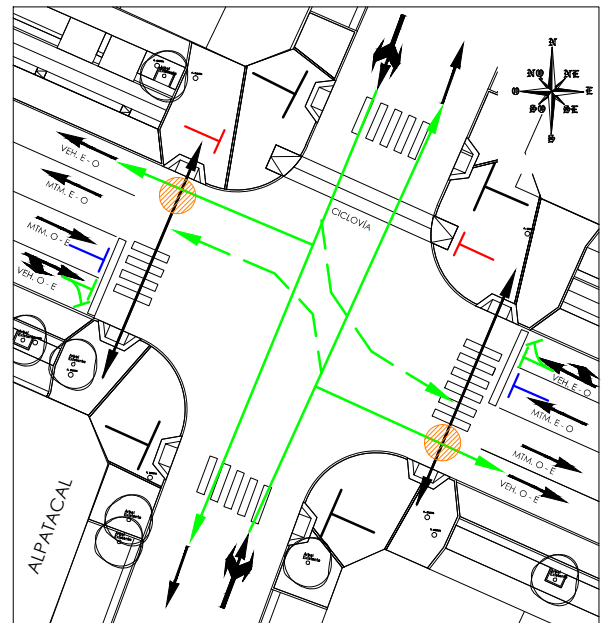 N
NO NE
O E
SO SE
S
VEH. E - O
MTM. E - O
MTM. O - E
VEH. O - E
CICLOVÍA
VEH. E - O
MTM. E - O
MTM. O - E
VEH. O - E
ALPATACAL